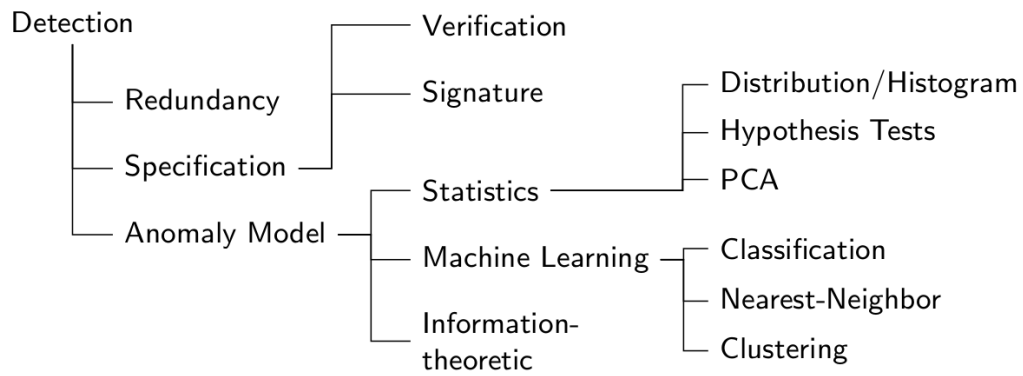 Detection
Redundancy
Specification
Anomaly Model
Verification
Signature
Statistics
Machine Learning
Information-
theoretic
Distribution/Histogram
Hypothesis Tests
PCA
Classification
Nearest-Neighbor
Clustering